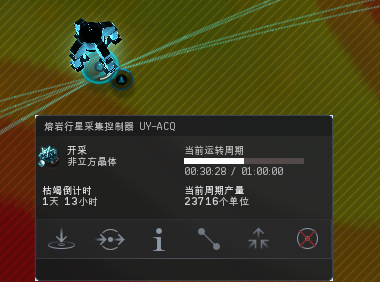 熔岩行星采集控制器 UY-ACQ
开采
非立方晶体
当前运转周期
00:30:28 / 01:00:00
枯竭倒计时
1天 13小时
当前周期产量
23716个单位